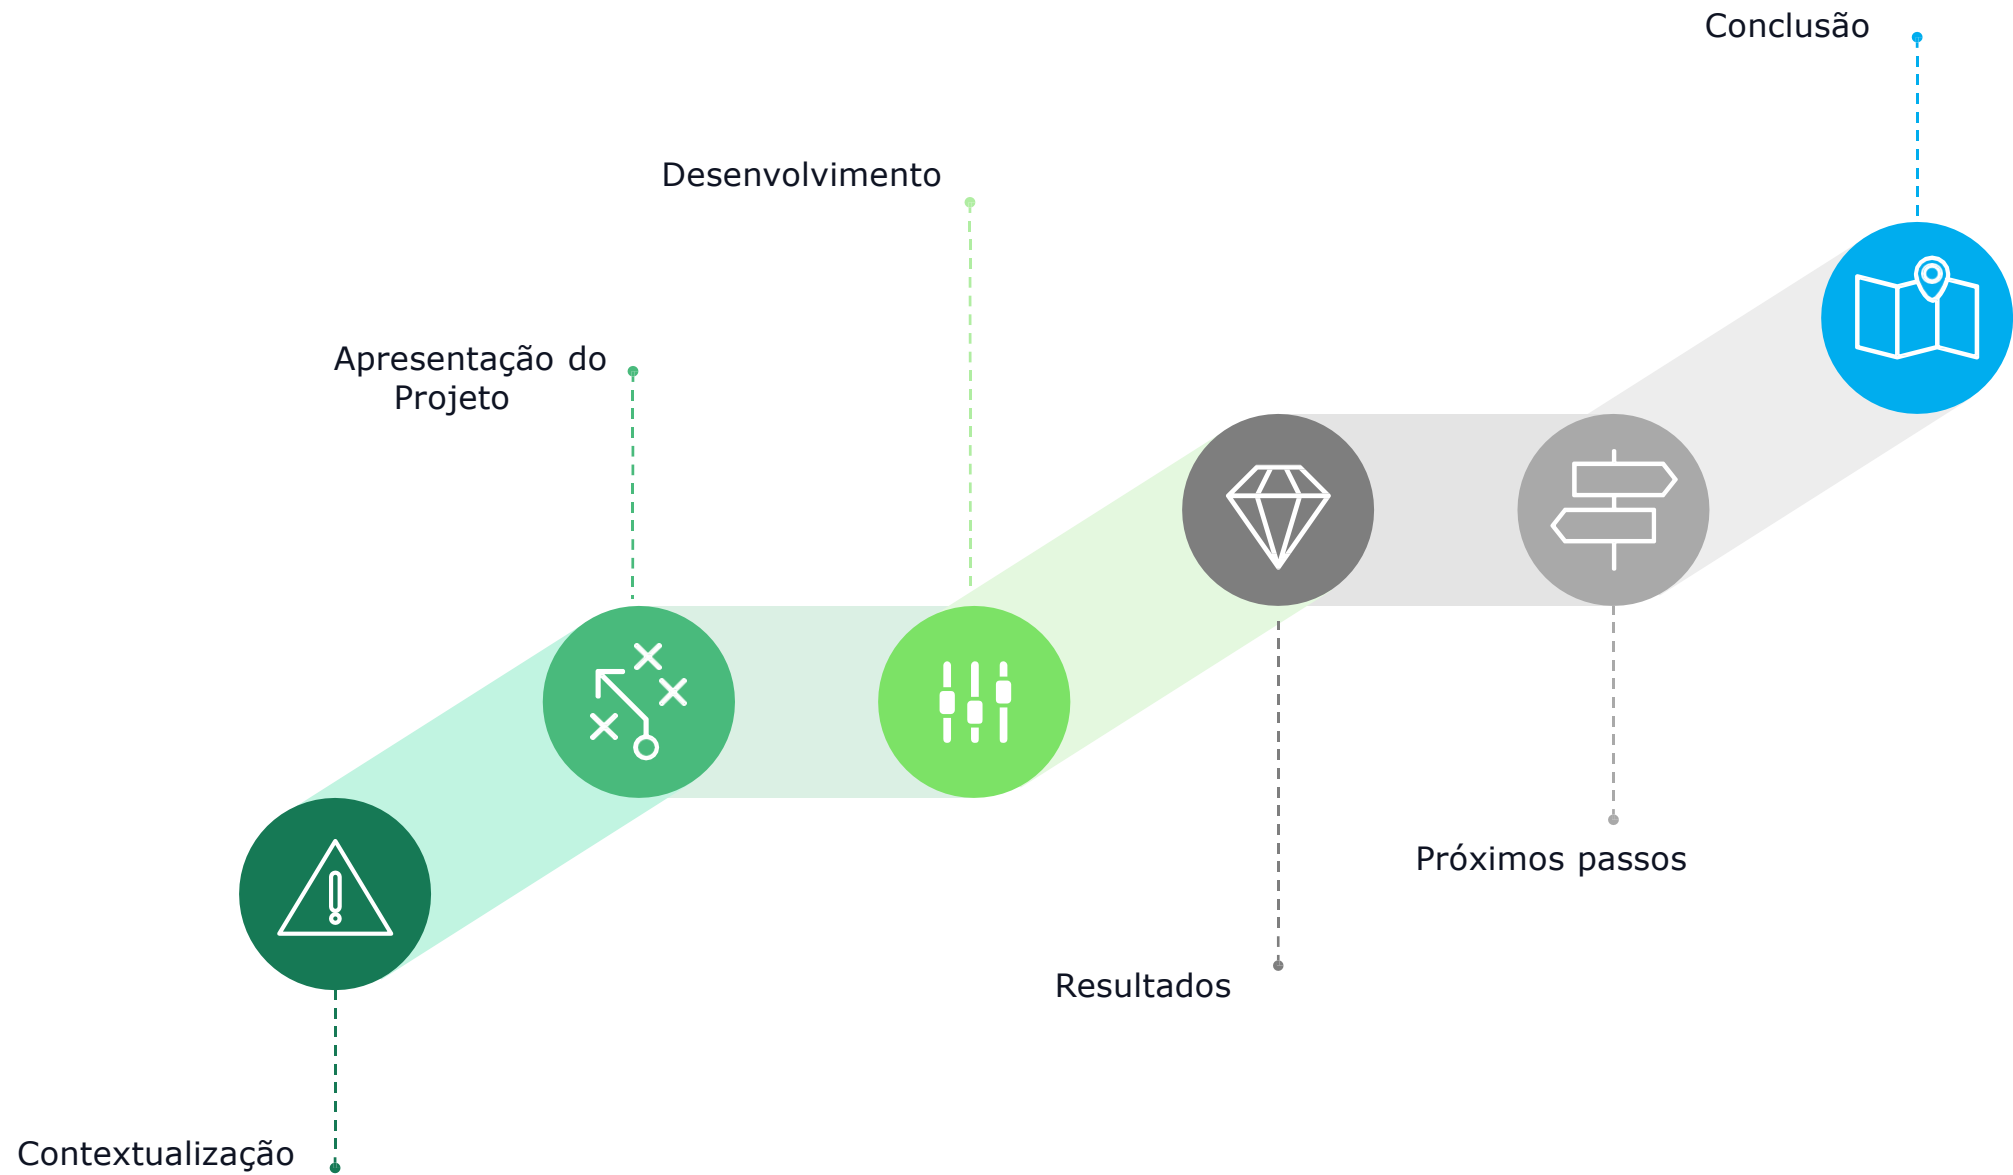 Conclusão
Desenvolvimento
Apresentação do
Projeto
Próximos passos
Resultados
Contextualização